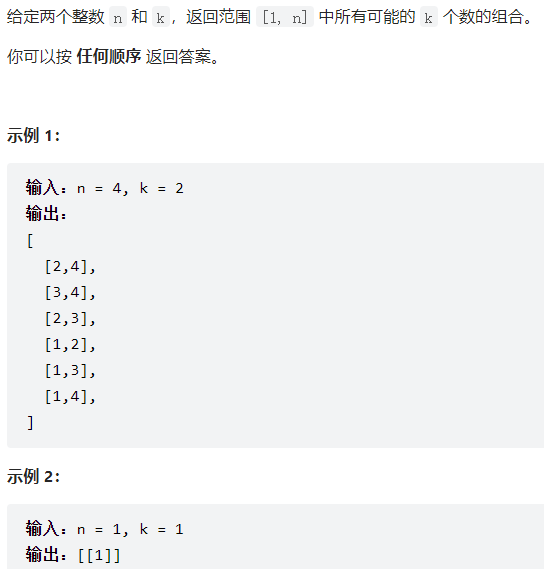 给定两个整数 n 和 k，返回范围 [1, n] 中所有可能的 k 个数的组合。
你可以按 任何顺序 返回答案。
示例 1：
输入：n = 4, k = 2
输出：
[
  [2,4],
  [3,4],
  [2,3],
  [1,2],
  [1,3],
  [1,4],
]
示例 2：
输入：n = 1, k = 1
输出：[[1]]